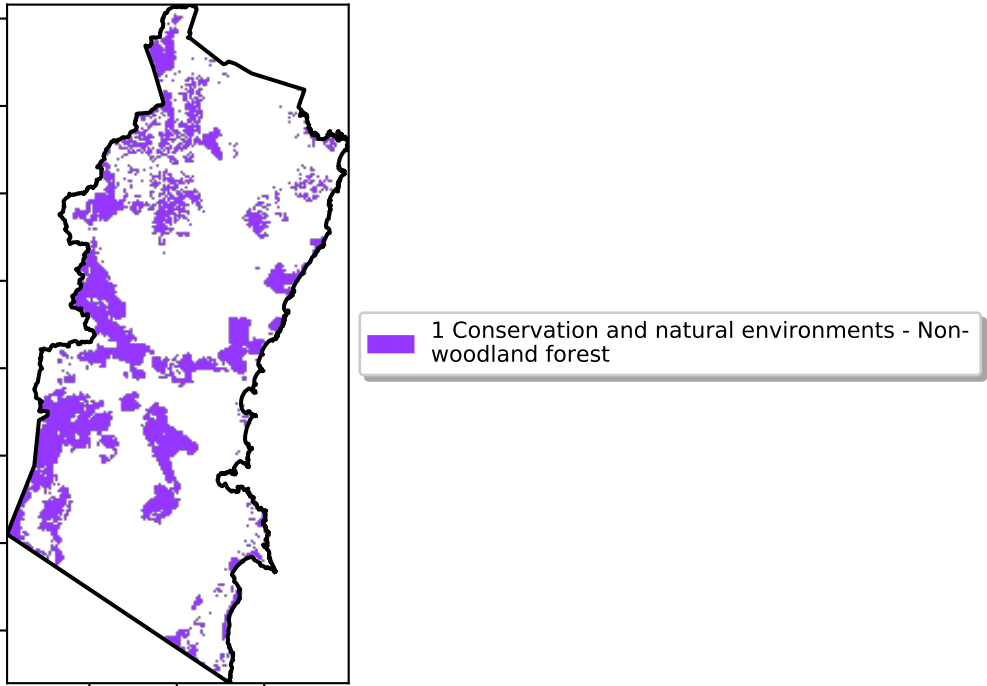 1 Conservation and natural environments - Non-
woodland forest